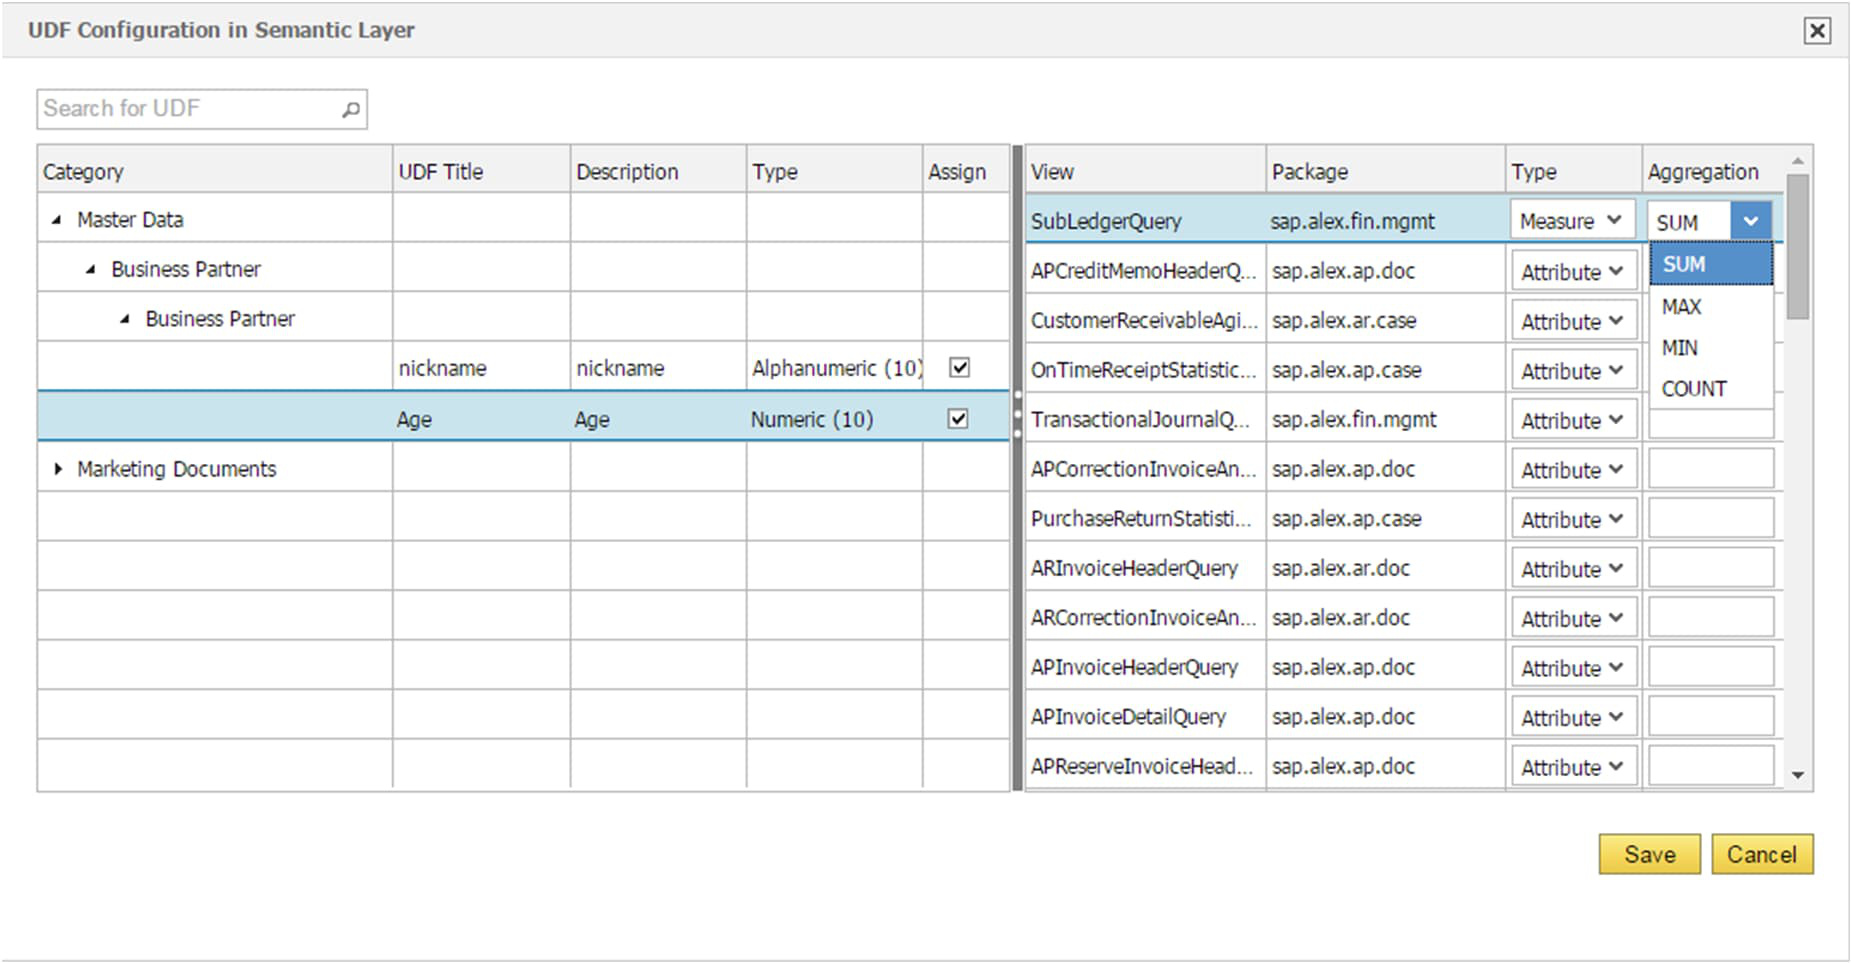 UDF Configuration in Semantic Layer
Search for UDF
Category UDF Title Description Type Assign
Master Data
Business Partner
Business Partner
nickname nickname Alphanumeric (10)
Age Age Numeric (10)
Marketing Documents
View Package Type Aggregation
SubLedgerQuery sap.alex.fin.mgmt Measure SUM
APCreditMemoHeaderQ... sap.alex.ap.doc Attribute
CustomerReceivableAgi... sap.alex.ar.case Attribute
OnTimeReceiptStatistic... sap.alex.ap.case Attribute
TransactionalJournalQ... sap.alex.fin.mgmt Attribute
APCorrectionInvoiceAn... sap.alex.ap.doc Attribute
PurchaseReturnStatisti... sap.alex.ap.case Attribute
ARInvoiceHeaderQuery sap.alex.ar.doc Attribute
ARCorrectionInvoiceAn... sap.alex.ar.doc Attribute
APInvoiceHeaderQuery sap.alex.ap.doc Attribute
APInvoiceDetailQuery sap.alex.ap.doc Attribute
APReserveInvoiceHead... sap.alex.ap.doc Attribute
SUM
MAX
MIN
COUNT
Save Cancel